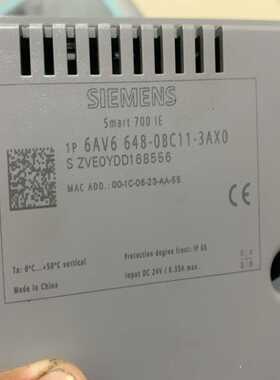 SIEMENS
Smart 700 IE
1P 6AV6 648-0BC11-3AX0
S ZVE0YDD168556
MAC ADD.: 00-1C-06-23-AA-55
Ta: 0°C...+50°C vertical
Protection degree front: IP 65
Made in China
input DC 24V / 0.35A max.